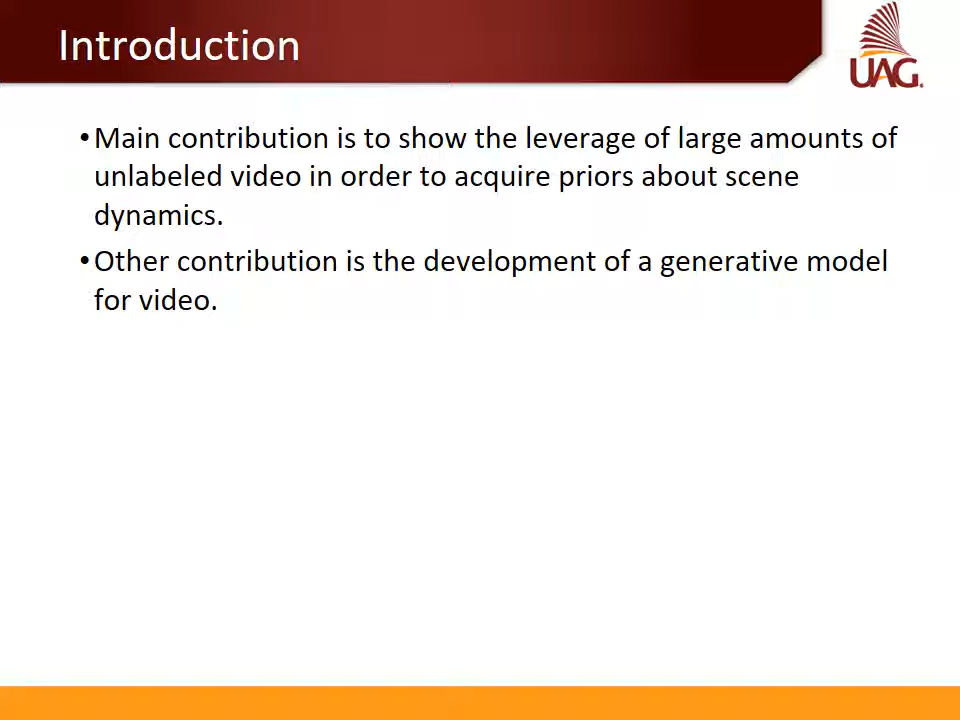 Introduction
UAG.
•Main contribution is to show the leverage of large amounts of
unlabeled video in order to acquire priors about scene
dynamics.
•Other contribution is the development of a generative model
for video.